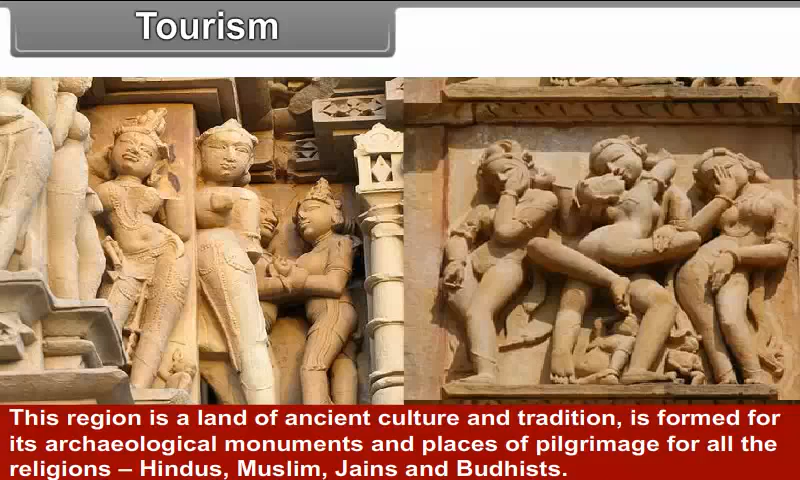 Tourism
This region is a land of ancient culture and tradition, is formed for
its archaeological monuments and places of pilgrimage for all the
religions – Hindus, Muslim, Jains and Budhists.